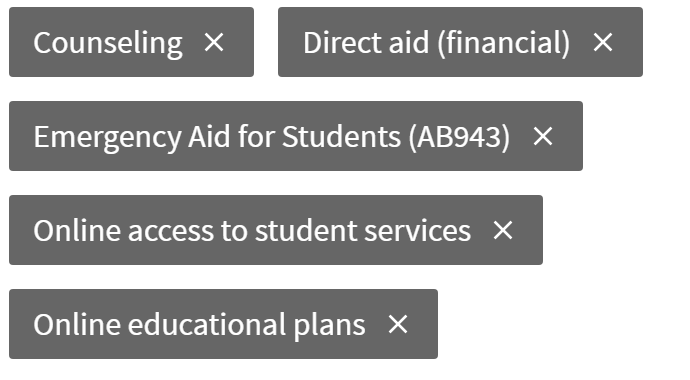 Counseling × Direct aid (financial) ×
Emergency Aid for Students (AB943) ×
Online access to student services ×
Online educational plans ×